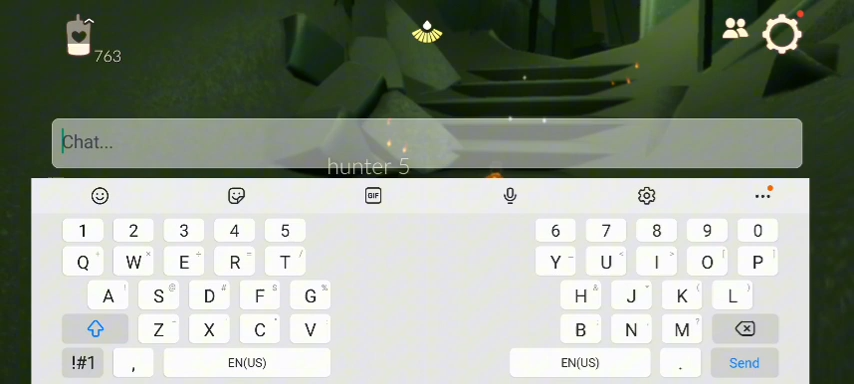 763
Chat...
hunter 5
GIF
1 2 3 4 5 6 7 8 9 0
Q W E R T Y U I O P
A S D F G H J K L
Z X C V B N M
!#1 , EN(US) EN(US) . Send